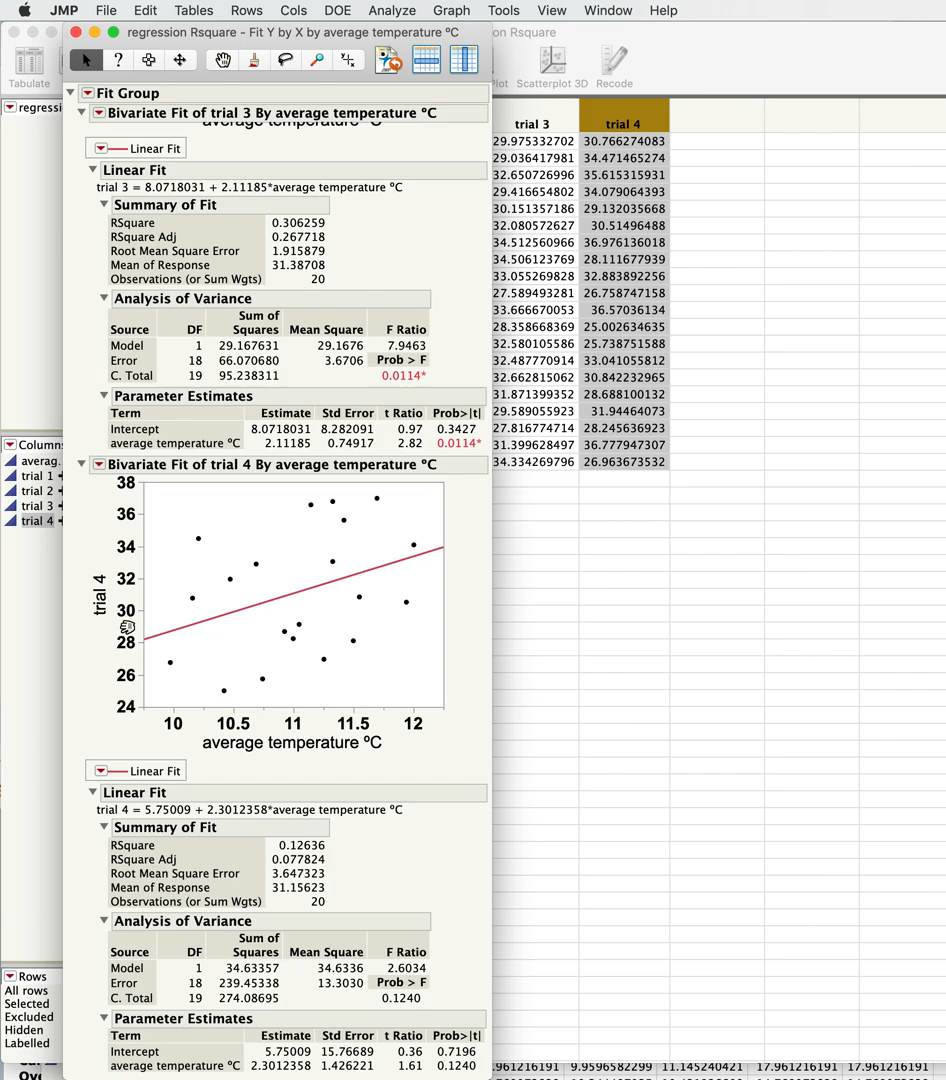 JMP File Edit Tables Rows Cols DOE Analyze Graph Tools View Window Help
regression Rsquare - Fit Y by X by average temperature ºC
on Rsquare
Tabulate
Plot Scatterplot 3D Recode
regressi
Fit Group
Bivariate Fit of trial 3 By average temperature ºC
average temperature ºC
Linear Fit
Linear Fit
trial 3 = 8.0718031 + 2.11185*average temperature ºC
Summary of Fit
RSquare 0.306259
RSquare Adj 0.267718
Root Mean Square Error 1.915879
Mean of Response 31.38708
Observations (or Sum Wgts) 20
Analysis of Variance
Sum of
Source DF Squares Mean Square F Ratio
Model 1 29.167631 29.1676 7.9463
Error 18 66.070680 3.6706 Prob > F
C. Total 19 95.238311 0.0114*
Parameter Estimates
Term Estimate Std Error t Ratio Prob>|t|
Intercept 8.0718031 8.282091 0.97 0.3427
average temperature ºC 2.11185 0.74917 2.82 0.0114*
Bivariate Fit of trial 4 By average temperature ºC
38
36
34
32
30
28
26
24
trial 4
10 10.5 11 11.5 12
average temperature ºC
Linear Fit
Linear Fit
trial 4 = 5.75009 + 2.3012358*average temperature ºC
Summary of Fit
RSquare 0.12636
RSquare Adj 0.077824
Root Mean Square Error 3.647323
Mean of Response 31.15623
Observations (or Sum Wgts) 20
Analysis of Variance
Sum of
Source DF Squares Mean Square F Ratio
Model 1 34.63357 34.6336 2.6034
Error 18 239.45338 13.3030 Prob > F
C. Total 19 274.08695 0.1240
Parameter Estimates
Term Estimate Std Error t Ratio Prob>|t|
Intercept 5.75009 15.76689 0.36 0.7196
average temperature ºC 2.3012358 1.426221 1.61 0.1240
trial 3 trial 4
29.975332702 30.766274083
29.036417981 34.471465274
32.650726996 35.615315931
29.416654802 34.079064393
30.151357186 29.132035668
32.080572627 30.51496488
34.512560966 36.976136018
34.506123769 28.111677939
33.055269828 32.883892256
27.589493281 26.758747158
33.666670053 36.57036134
28.358668369 25.002634635
32.580105586 25.738751588
32.487770914 33.041055812
32.662815062 30.842232965
31.871399352 28.688100132
29.589055923 31.94464073
27.816774714 28.245636923
31.399628497 36.777947307
34.334269796 26.963673532
Columns
averag
trial 1
trial 2
trial 3
trial 4
Rows
All rows
Selected
Excluded
Hidden
Labelled
.961216191 9.9596582299 11.145240421 17.961216191 17.961216191